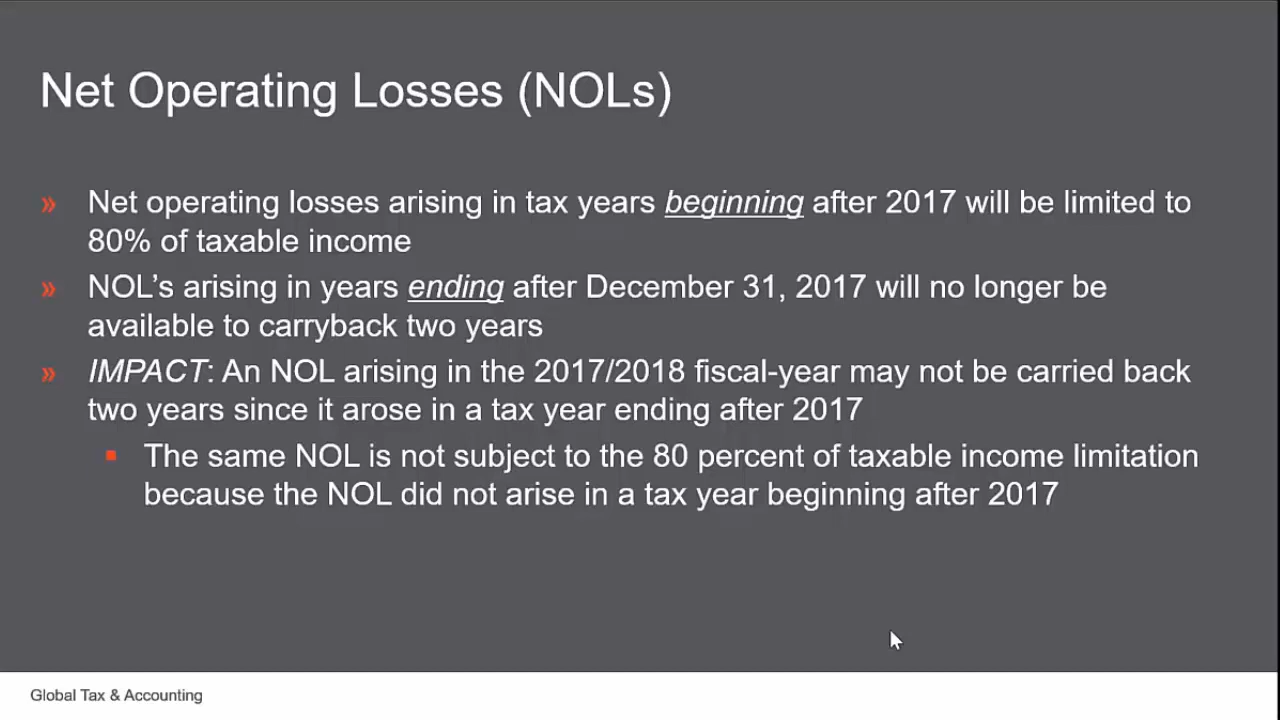 Net Operating Losses (NOLs)
» Net operating losses arising in tax years beginning after 2017 will be limited to
80% of taxable income
» NOL’s arising in years ending after December 31, 2017 will no longer be
available to carryback two years
» IMPACT: An NOL arising in the 2017/2018 fiscal-year may not be carried back
two years since it arose in a tax year ending after 2017
▪ The same NOL is not subject to the 80 percent of taxable income limitation
because the NOL did not arise in a tax year beginning after 2017
Global Tax & Accounting